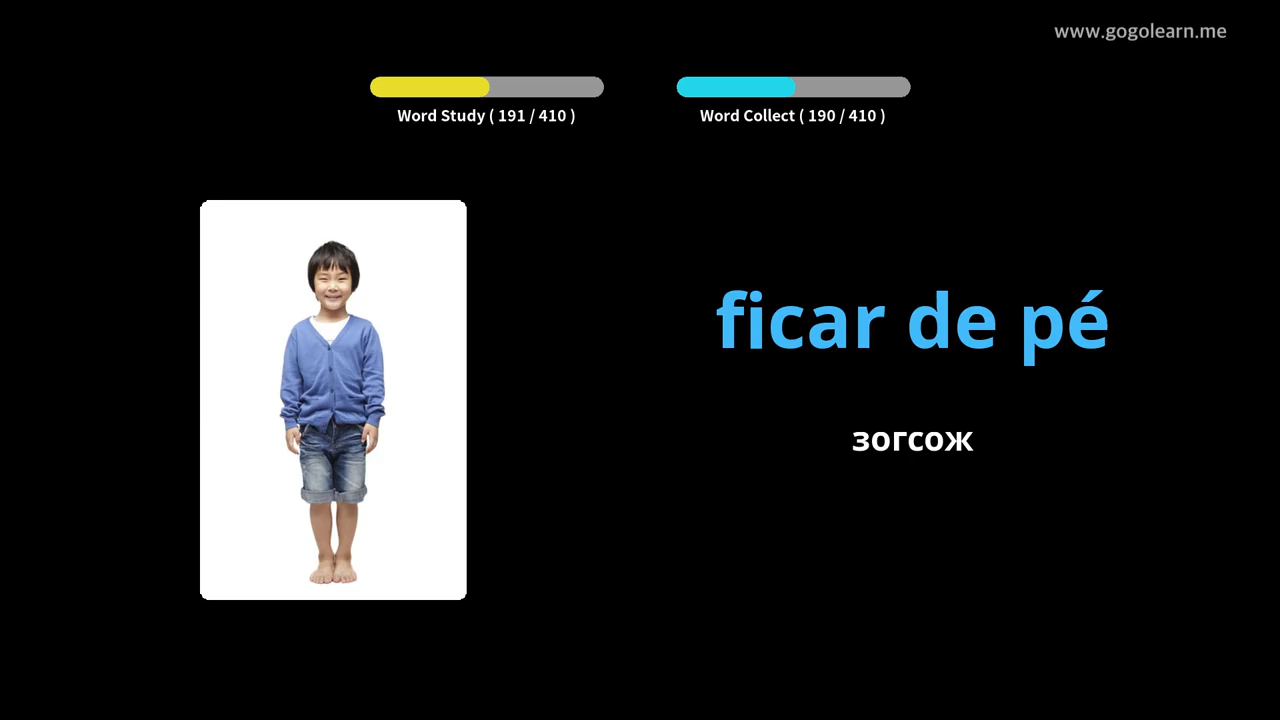 www.gogolearn.me
Word Study ( 191 / 410 )
Word Collect ( 190 / 410 )
ficar de pé
зогсож